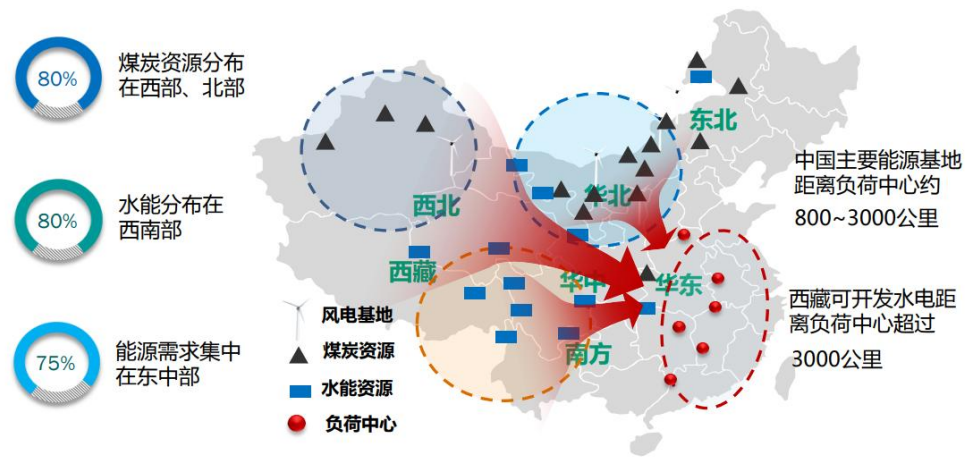 80%
煤炭资源分布
在西部、北部
80%
水能分布在
西南部
75%
能源需求集中
在东中部
东北
华北
西北
西藏
华中
华东
南方
风电基地
煤炭资源
水能资源
负荷中心
中国主要能源基地
距离负荷中心约
800~3000公里
西藏可开发水电距
离负荷中心超过
3000公里